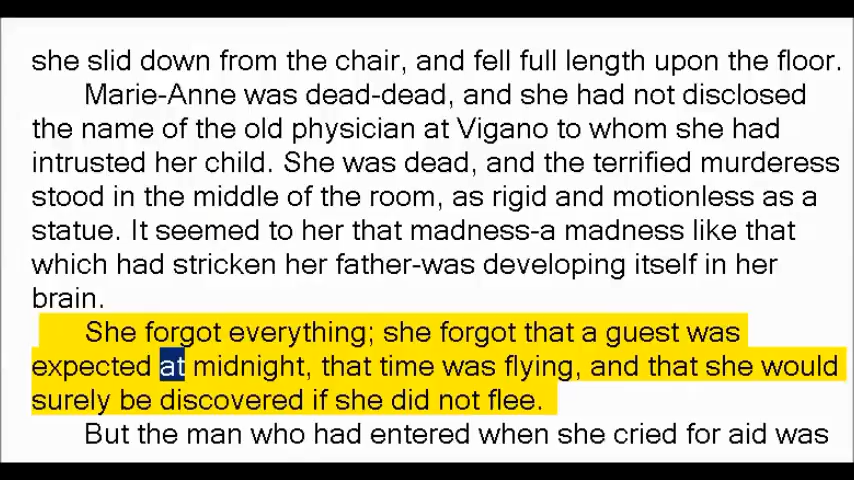 she slid down from the chair, and fell full length upon the floor.
Marie-Anne was dead-dead, and she had not disclosed
the name of the old physician at Vigano to whom she had
intrusted her child. She was dead, and the terrified murderess
stood in the middle of the room, as rigid and motionless as a
statue. It seemed to her that madness-a madness like that
which had stricken her father-was developing itself in her
brain.
She forgot everything; she forgot that a guest was
expected at midnight, that time was flying, and that she would
surely be discovered if she did not flee.
But the man who had entered when she cried for aid was